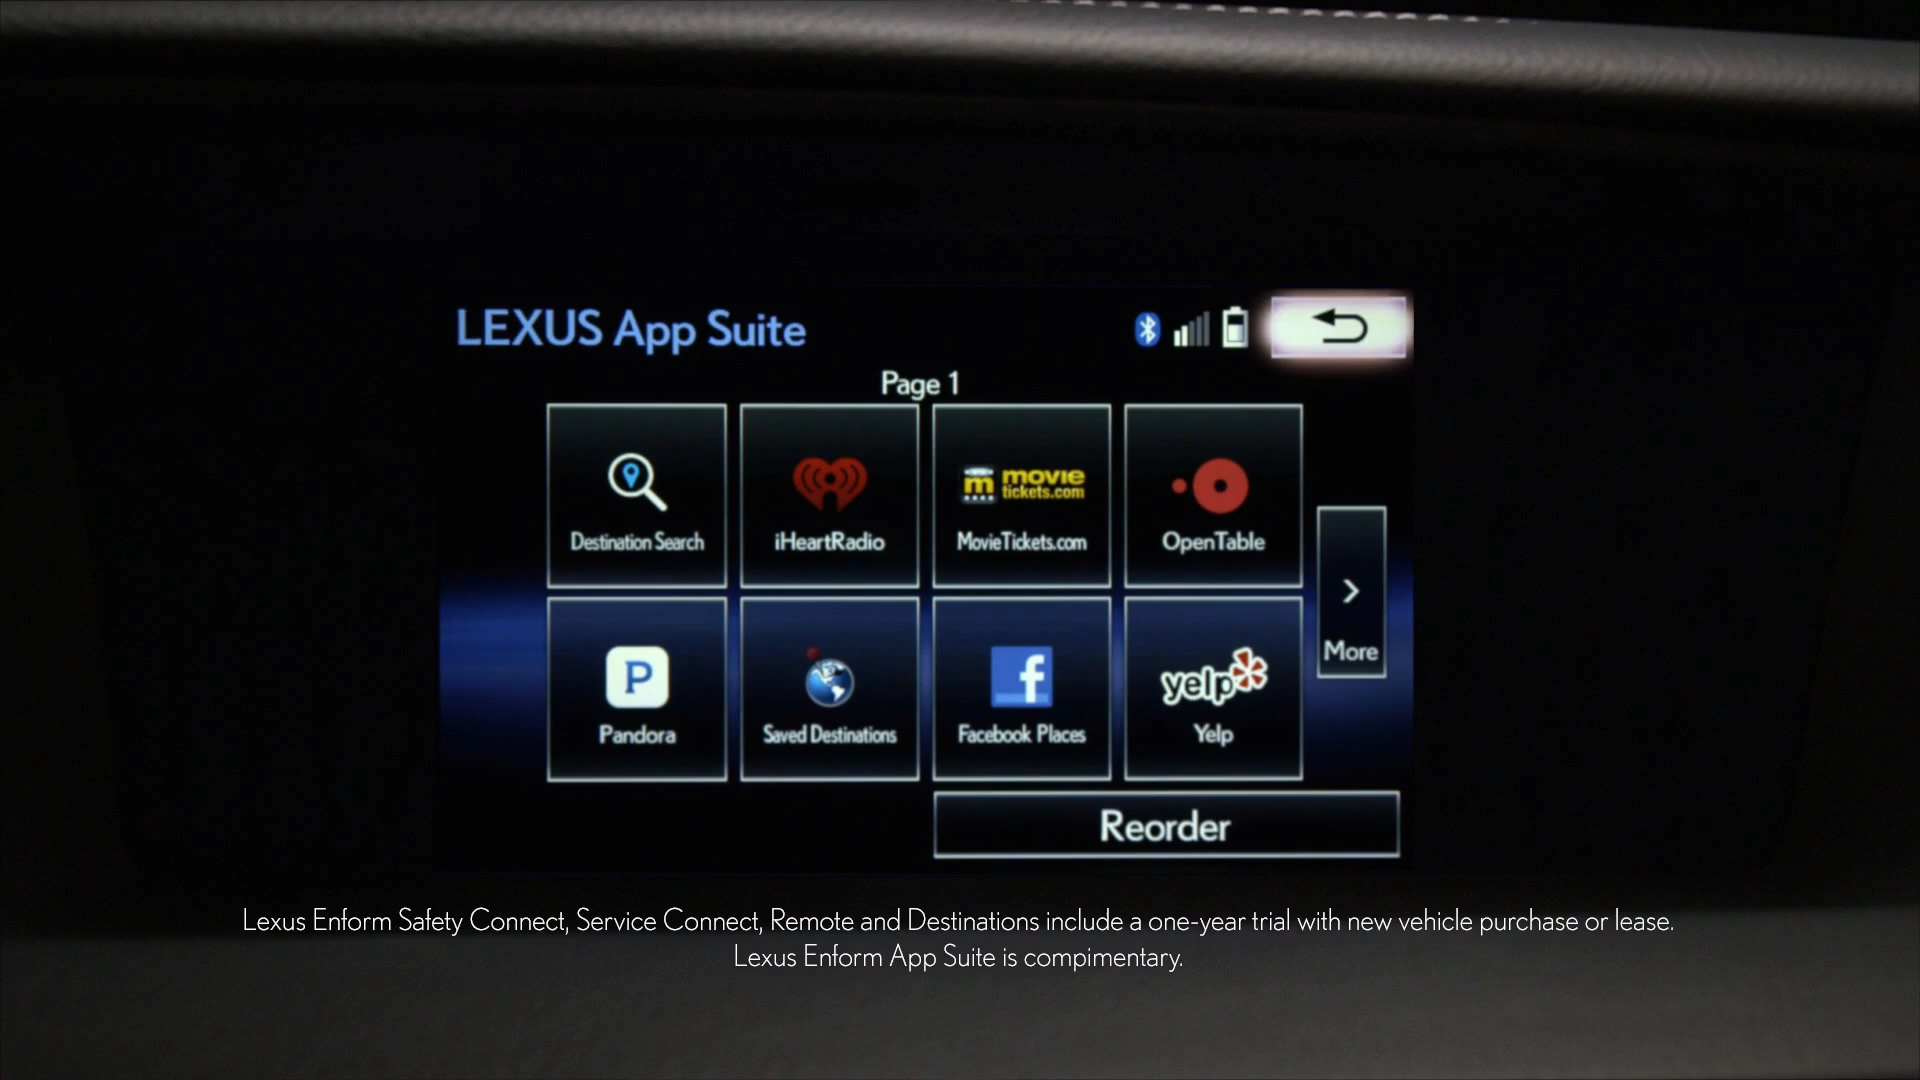 LEXUS App Suite
Page 1
movie
m tickets.com
Destination Search
iHeartRadio
MovieTickets.com
OpenTable
P
f
yelp
Pandora
Saved Destinations
Facebook Places
Yelp
>
More
Reorder
Lexus Enform Safety Connect, Service Connect, Remote and Destinations include a one-year trial with new vehicle purchase or lease.
Lexus Enform App Suite is compimentary.